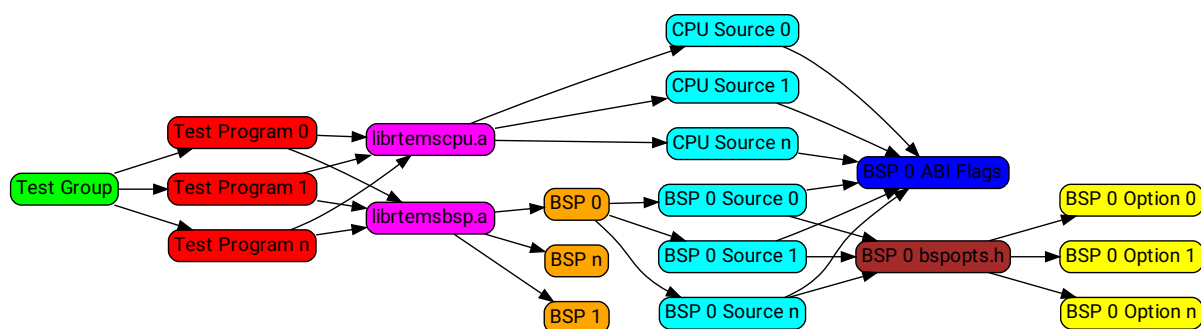 CPU Source 0
CPU Source 1
Test Program 0
librtemscpu.a
CPU Source n
BSP 0 ABI Flags
Test Group
Test Program 1
BSP 0
BSP 0 Source 0
BSP 0 Option 0
librtemsbsp.a
Test Program n
BSP n
BSP 0 Source 1
BSP 0 bspopts.h
BSP 0 Option 1
BSP 1
BSP 0 Source n
BSP 0 Option n